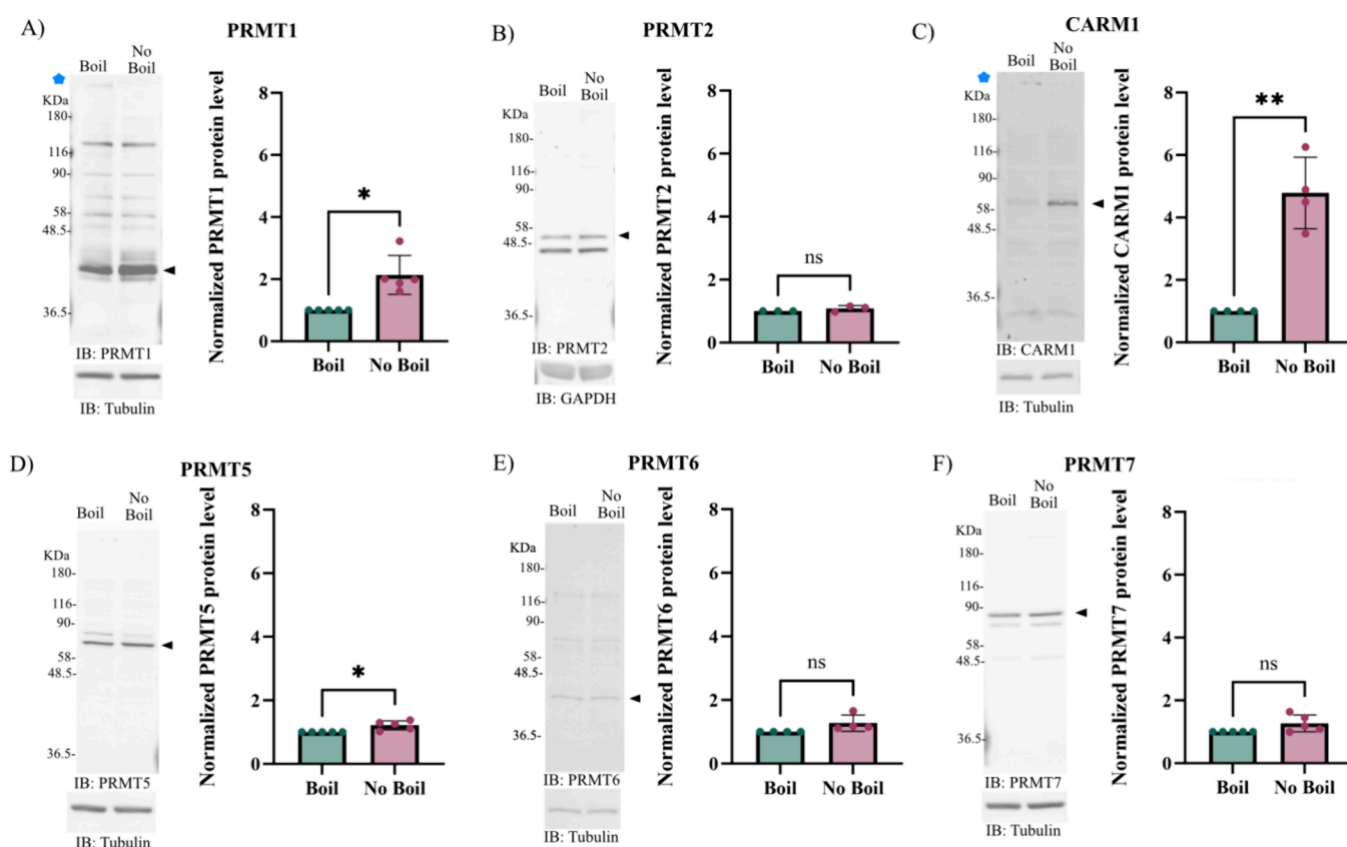 A)
PRMT1
Boil
No
Boil
KDa
180-
116-
90-
58-
48.5-
36.5-
IB: PRMT1
IB: Tubulin
Normalized PRMT1 protein level
8
6
4
2
0
*
Boil
No Boil
B)
PRMT2
Boil
No
Boil
KDa
180-
116-
90-
58-
48.5-
36.5-
IB: PRMT2
IB: GAPDH
Normalized PRMT2 protein level
8
6
4
2
0
ns
Boil
No Boil
C)
CARM1
Boil
No
Boil
KDa
180-
116-
90-
58-
48.5-
36.5-
IB: CARM1
IB: Tubulin
Normalized CARM1 protein level
8
6
4
2
0
**
Boil
No Boil
D)
PRMT5
Boil
No
Boil
KDa
180-
116-
90-
58-
48.5-
36.5-
IB: PRMT5
IB: Tubulin
Normalized PRMT5 protein level
8
6
4
2
0
*
Boil
No Boil
E)
PRMT6
Boil
No
Boil
KDa
180-
116-
90-
58-
48.5-
36.5-
IB: PRMT6
IB: Tubulin
Normalized PRMT6 protein level
8
6
4
2
0
ns
Boil
No Boil
F)
PRMT7
Boil
No
Boil
KDa
180-
116-
90-
58-
48.5-
36.5-
IB: PRMT7
IB: Tubulin
Normalized PRMT7 protein level
8
6
4
2
0
ns
Boil
No Boil